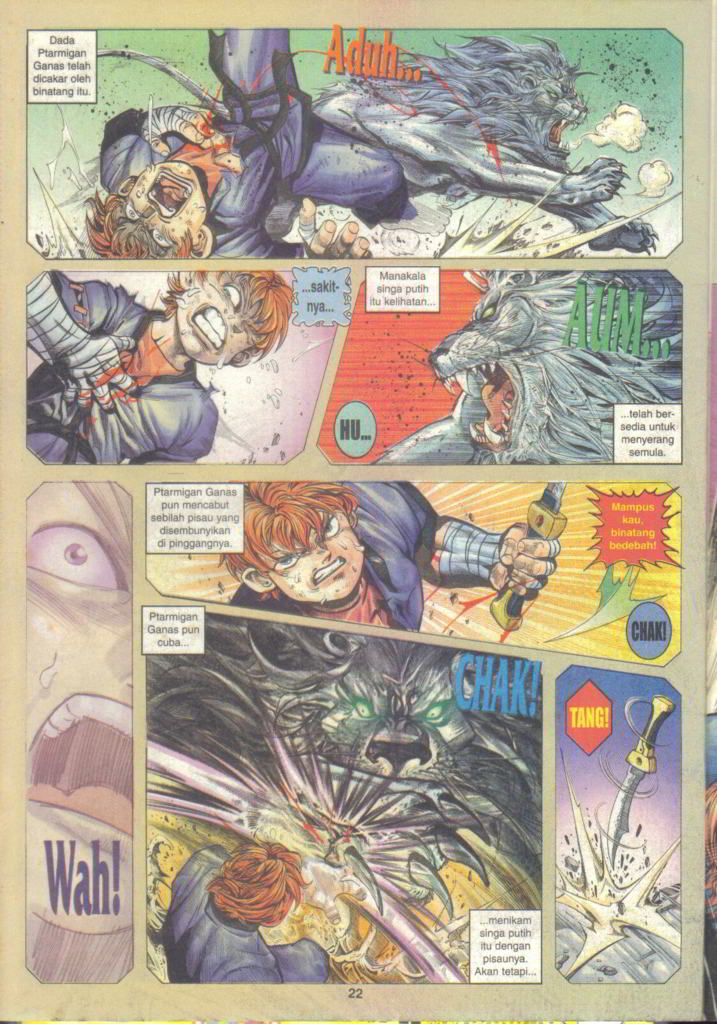 Dada
Ptarmigan
Ganas telah
dicakar oleh
binatang itu.
Aduh...
...sakit-
nya...
Manakala
singa putih
itu kelihatan...
AUM...
HU...
...telah ber-
sedia untuk
menyerang
semula.
Ptarmigan Ganas
pun mencabut
sebilah pisau yang
disembunyikan
di pinggangnya.
Mampus
kau,
binatang
bedebah!
CHAK!
Wah!
Ptarmigan
Ganas pun
cuba...
CHAK!
TANG!
...menikam
singa putih
itu dengan
pisaunya.
Akan tetapi...
22